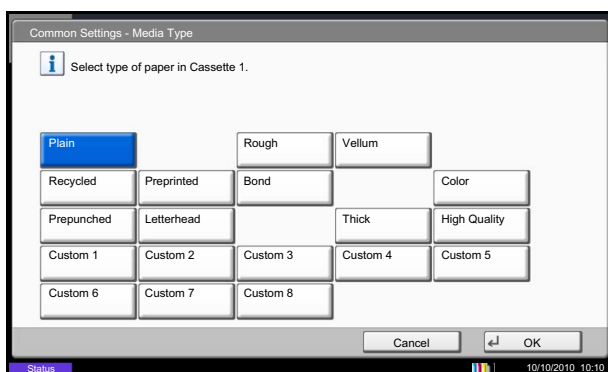 Common Settings - Media Type
Select type of paper in Cassette 1.
Plain Rough Vellum
Recycled Preprinted Bond Color
Prepunched Letterhead Thick High Quality
Custom 1 Custom 2 Custom 3 Custom 4 Custom 5
Custom 6 Custom 7 Custom 8
Cancel OK
Status 10/10/2010 10:10